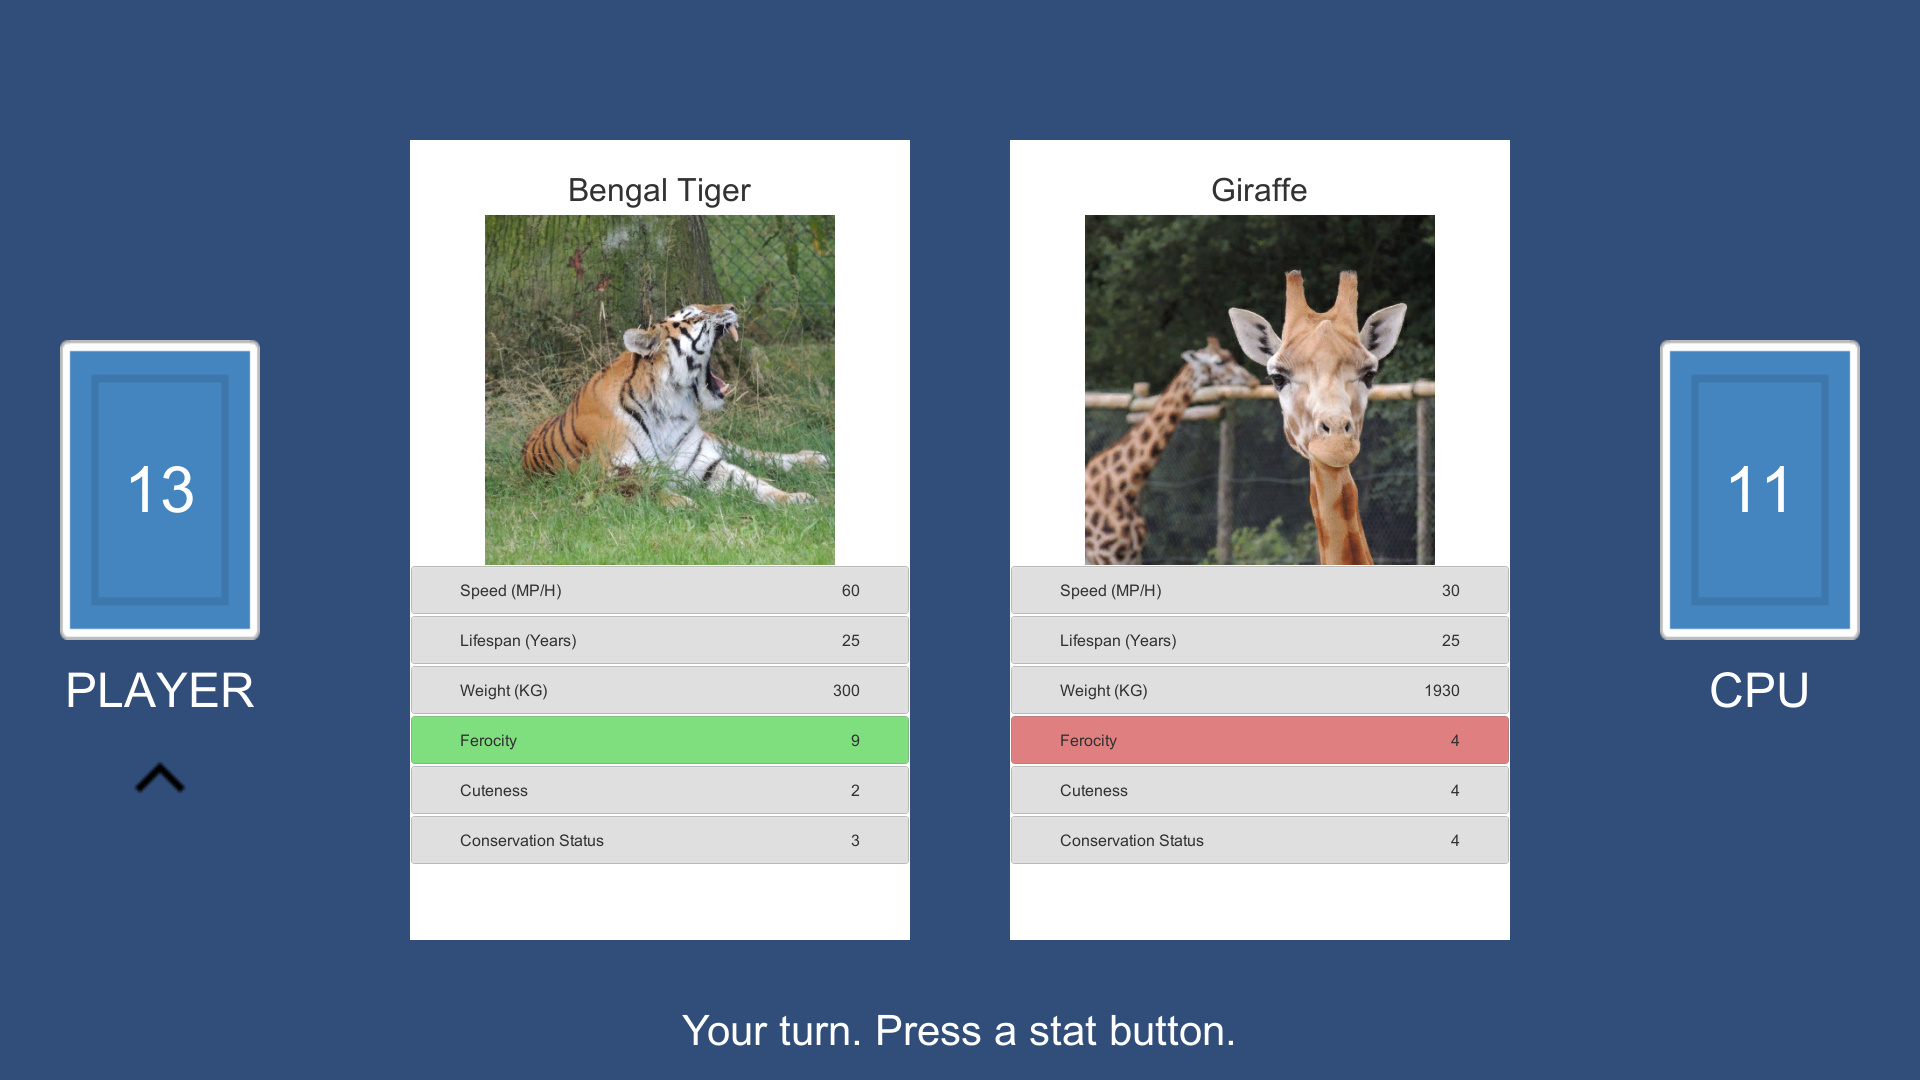 Bengal Tiger
Speed (MP/H) 60
Lifespan (Years) 25
Weight (KG) 300
Ferocity 9
Cuteness 2
Conservation Status 3
Giraffe
Speed (MP/H) 30
Lifespan (Years) 25
Weight (KG) 1930
Ferocity 4
Cuteness 4
Conservation Status 4
13
PLAYER
11
CPU
Your turn. Press a stat button.